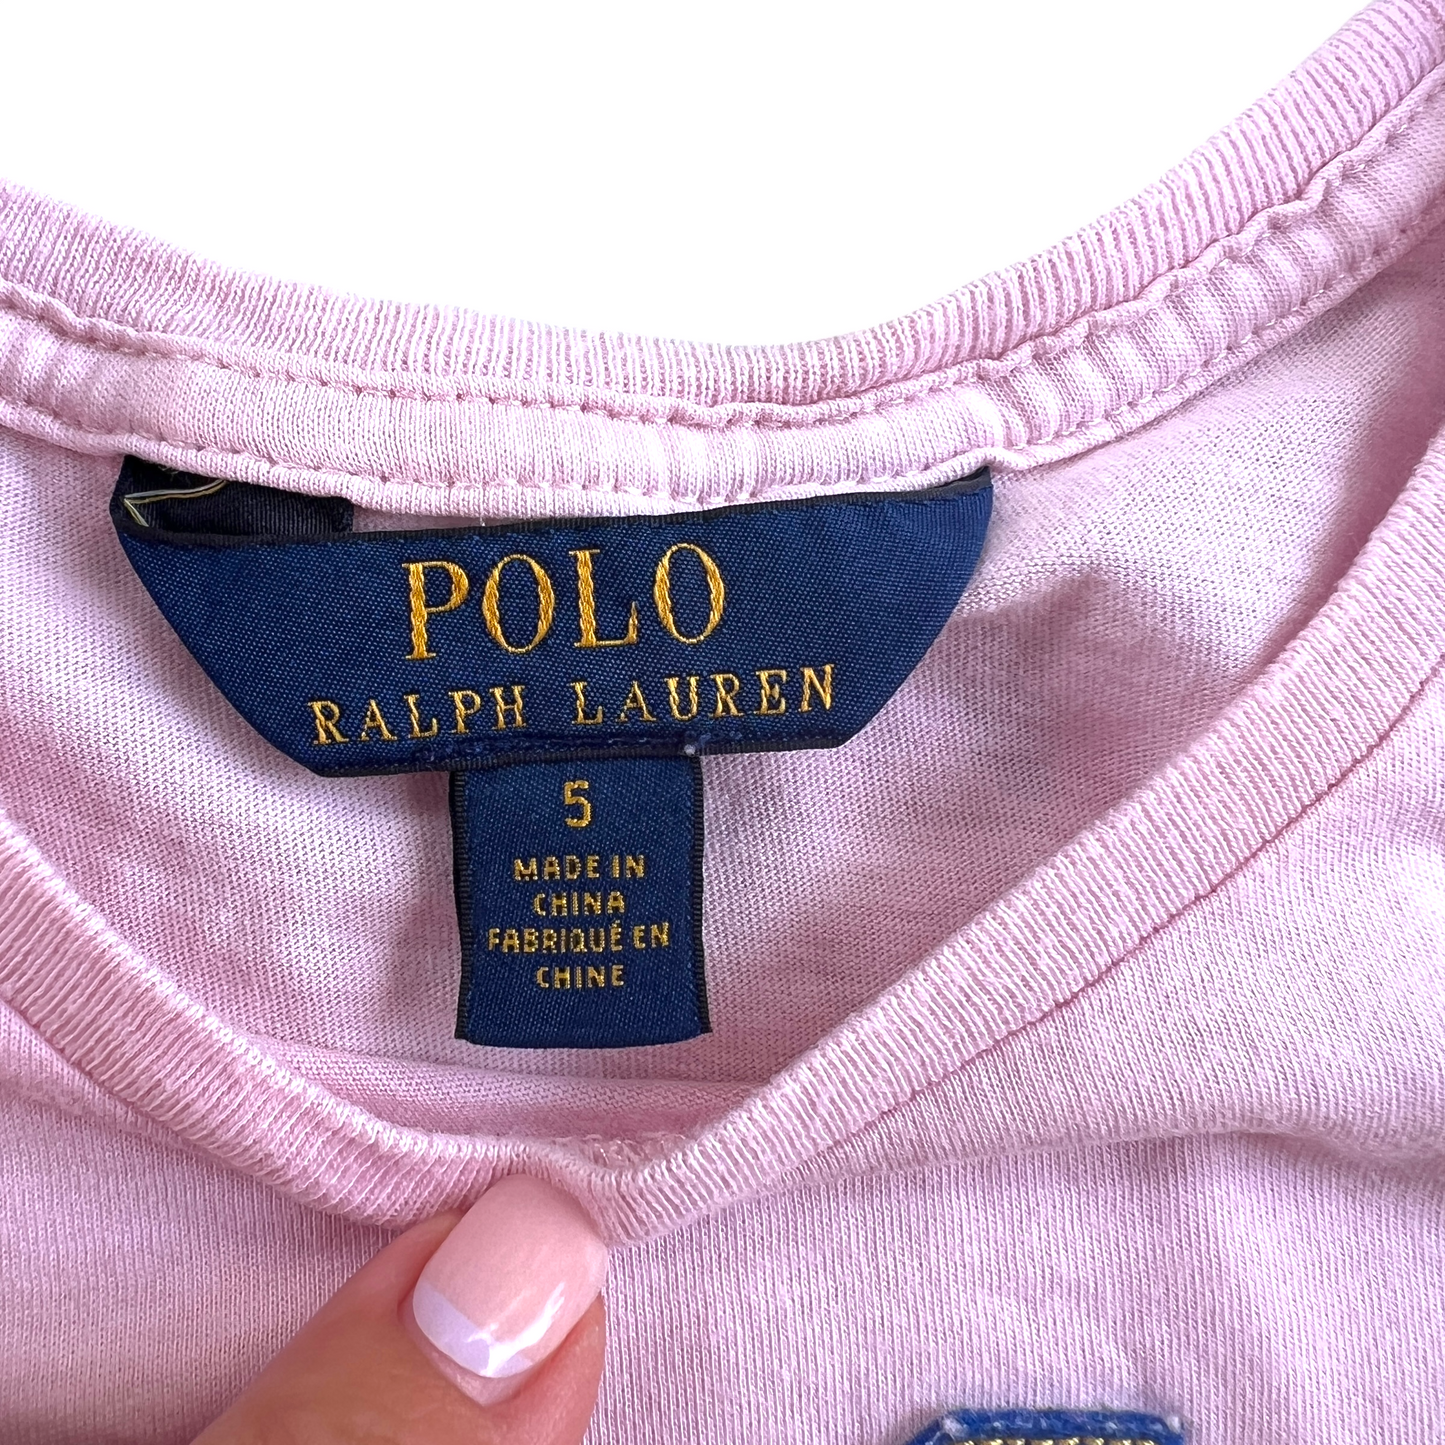 POLO
RALPH LAUREN
5
MADE IN
CHINA
FABRIQUÉ EN
CHINE